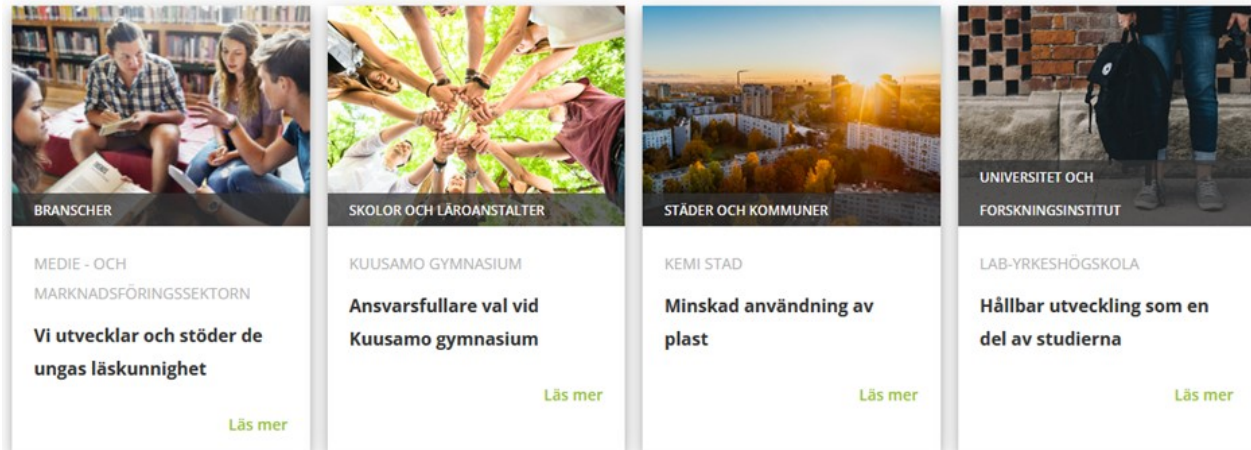 BRANSCHER
MEDIE - OCH
MARKNADSFÖRINGSSEKTORN
Vi utvecklar och stöder de
ungas läskunnighet
Läs mer
SKOLOR OCH LÄROANSTALTER
KUUSAMO GYMNASIUM
Ansvarsfullare val vid
Kuusamo gymnasium
Läs mer
STÄDER OCH KOMMUNER
KEMI STAD
Minskad användning av
plast
Läs mer
UNIVERSITET OCH
FORSKNINGSINSTITUT
LAB-YRKESHÖGSKOLA
Hållbar utveckling som en
del av studierna
Läs mer